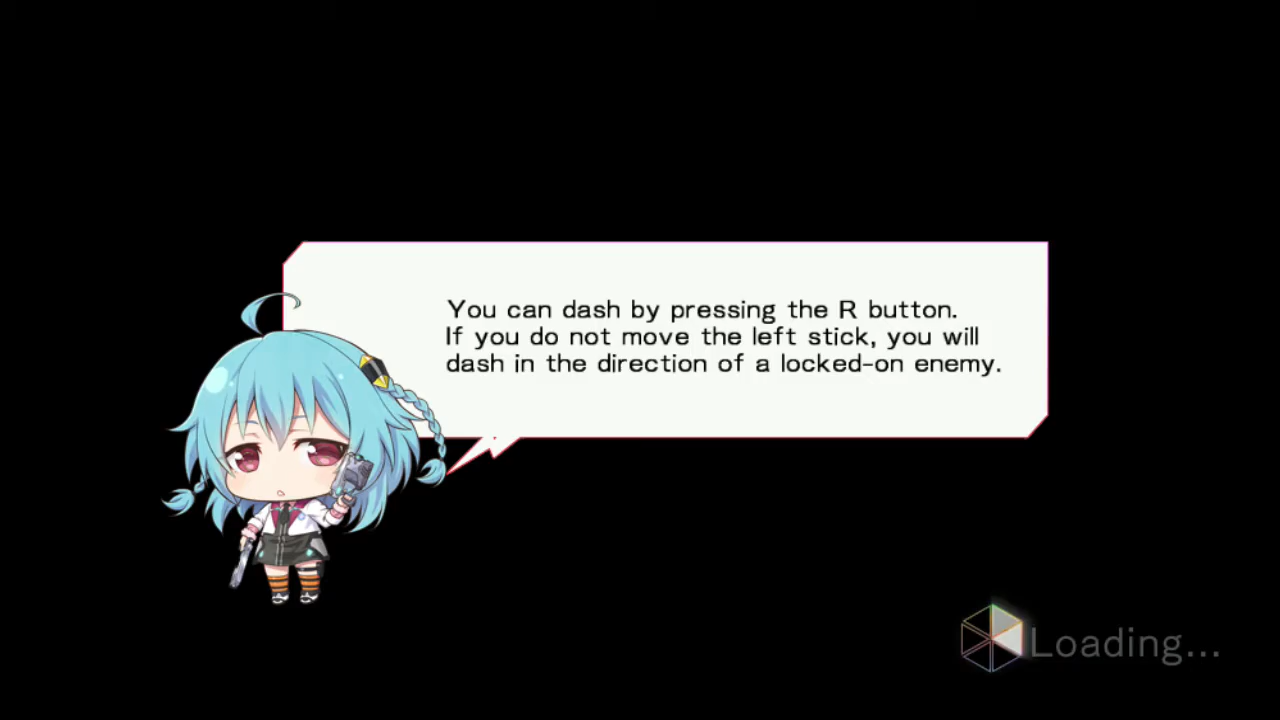 You can dash by pressing the R button.
If you do not move the left stick, you will
dash in the direction of a locked-on enemy.
Loading...